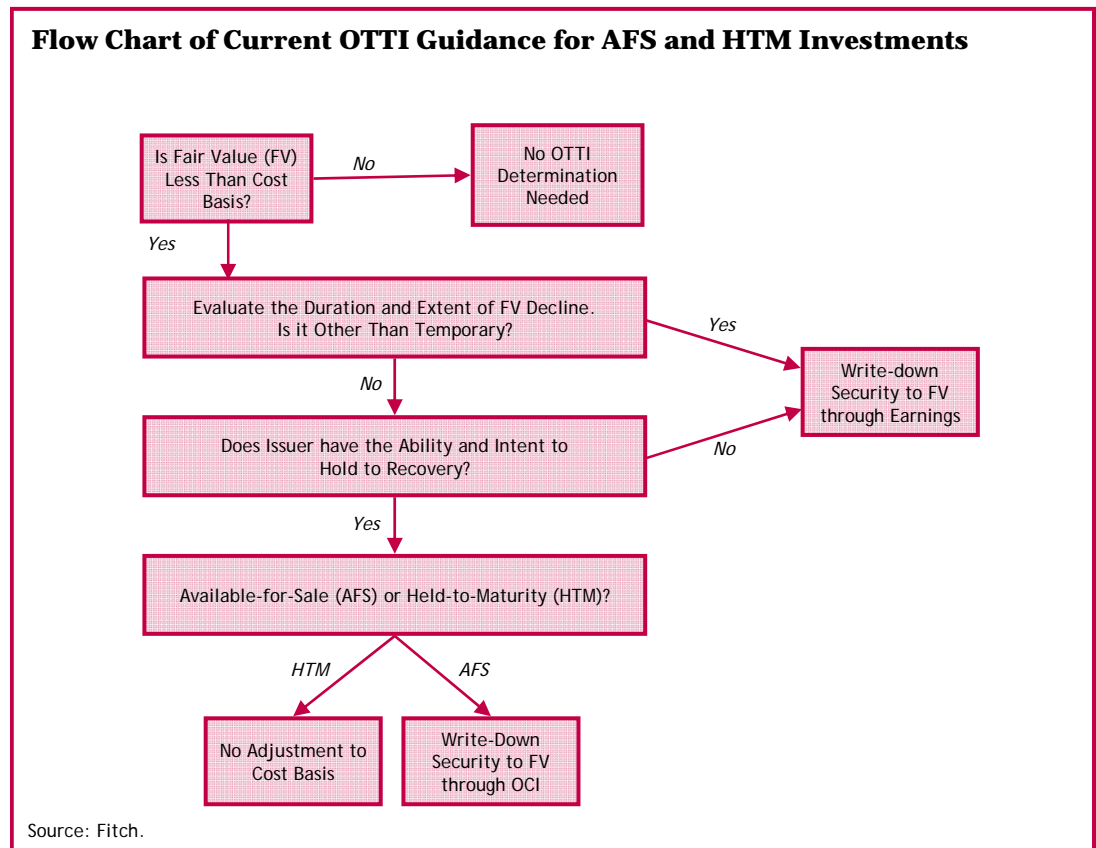 Flow Chart of Current OTTI Guidance for AFS and HTM Investments
Is Fair Value (FV)
Less Than Cost
Basis?
No
No OTTI
Determination
Needed
Yes
Evaluate the Duration and Extent of FV Decline.
Is it Other Than Temporary?
Yes
Write-down
Security to FV
through Earnings
No
Does Issuer have the Ability and Intent to
Hold to Recovery?
No
Yes
Available-for-Sale (AFS) or Held-to-Maturity (HTM)?
HTM
AFS
No Adjustment to
Cost Basis
Write-Down
Security to FV
through OCI
Source: Fitch.